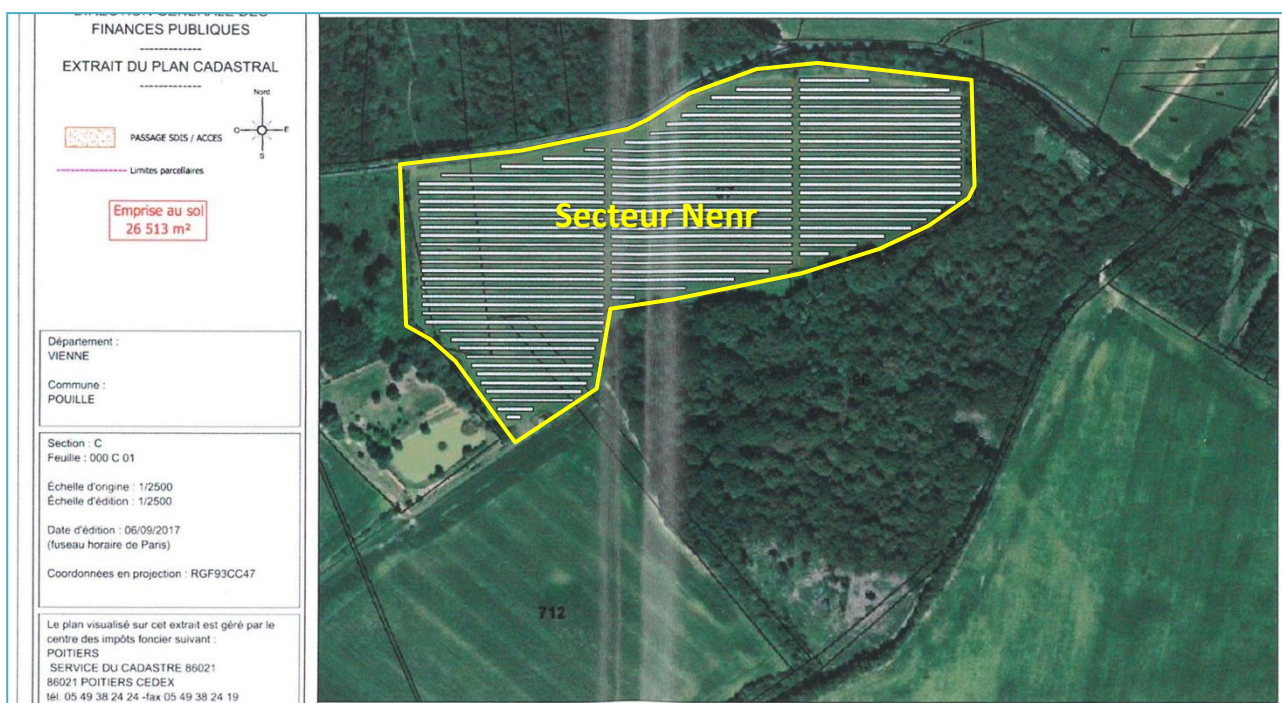 DIRECTION GENERALE DES
FINANCES PUBLIQUES
------------
EXTRAIT DU PLAN CADASTRAL
------------
Nord
O E
S
PASSAGE SDIS / ACCES
Limites parcellaires
Emprise au sol
26 513 m²
Département :
VIENNE
Commune :
POUILLE
Section : C
Feuille : 000 C 01
Échelle d'origine : 1/2500
Échelle d'édition : 1/2500
Date d'édition : 06/09/2017
(fuseau horaire de Paris)
Coordonnées en projection : RGF93CC47
Le plan visualisé sur cet extrait est géré par le
centre des impôts foncier suivant :
POITIERS
SERVICE DU CADASTRE 86021
86021 POITIERS CEDEX
tél. 05 49 38 24 24 -fax 05 49 38 24 19
Secteur Nenr
96
712